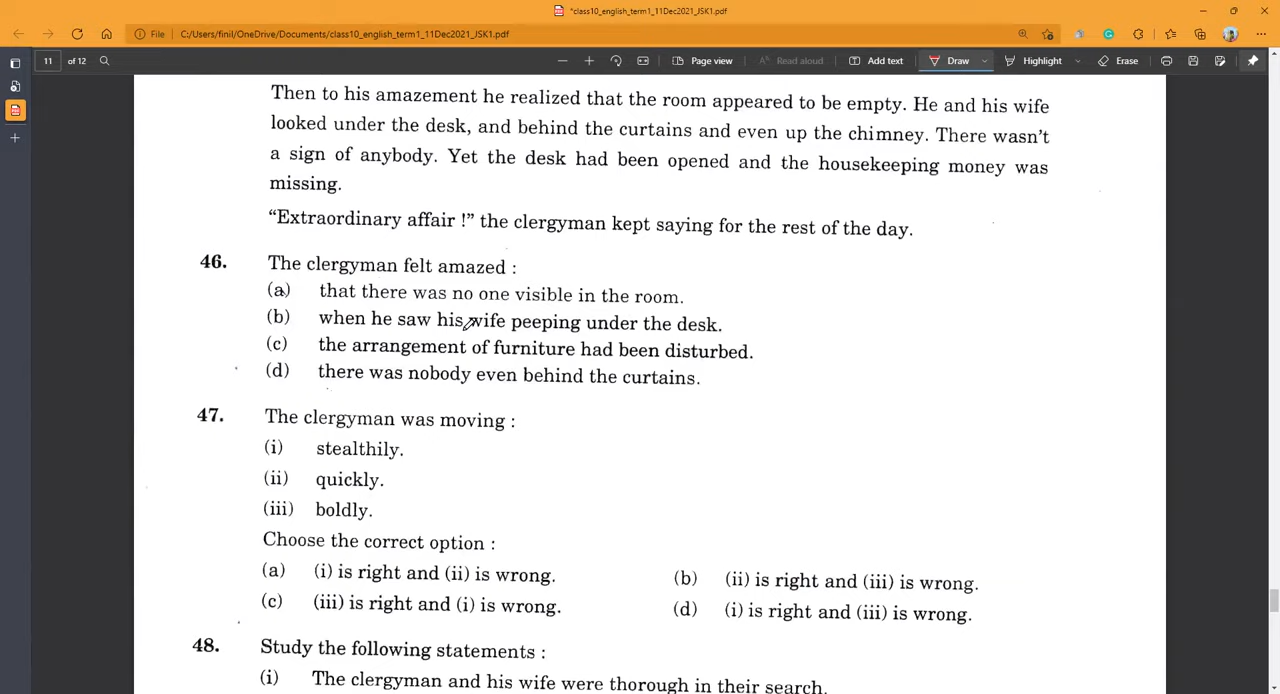 *class10_english_term1_11Dec2021_JSK1.pdf
File C:/Users/finil/OneDrive/Documents/class10_english_term1_11Dec2021_JSK1.pdf
11 of 12 Page view Read aloud Add text Draw Highlight Erase
Then to his amazement he realized that the room appeared to be empty. He and his wife
looked under the desk, and behind the curtains and even up the chimney. There wasn't
a sign of anybody. Yet the desk had been opened and the housekeeping money was
missing.
“Extraordinary affair !” the clergyman kept saying for the rest of the day.
46. The clergyman felt amazed :
(a) that there was no one visible in the room.
(b) when he saw his wife peeping under the desk.
(c) the arrangement of furniture had been disturbed.
(d) there was nobody even behind the curtains.
47. The clergyman was moving :
(i) stealthily.
(ii) quickly.
(iii) boldly.
Choose the correct option :
(a) (i) is right and (ii) is wrong. (b) (ii) is right and (iii) is wrong.
(c) (iii) is right and (i) is wrong. (d) (i) is right and (iii) is wrong.
48. Study the following statements :
(i) The clergyman and his wife were thorough in their search.